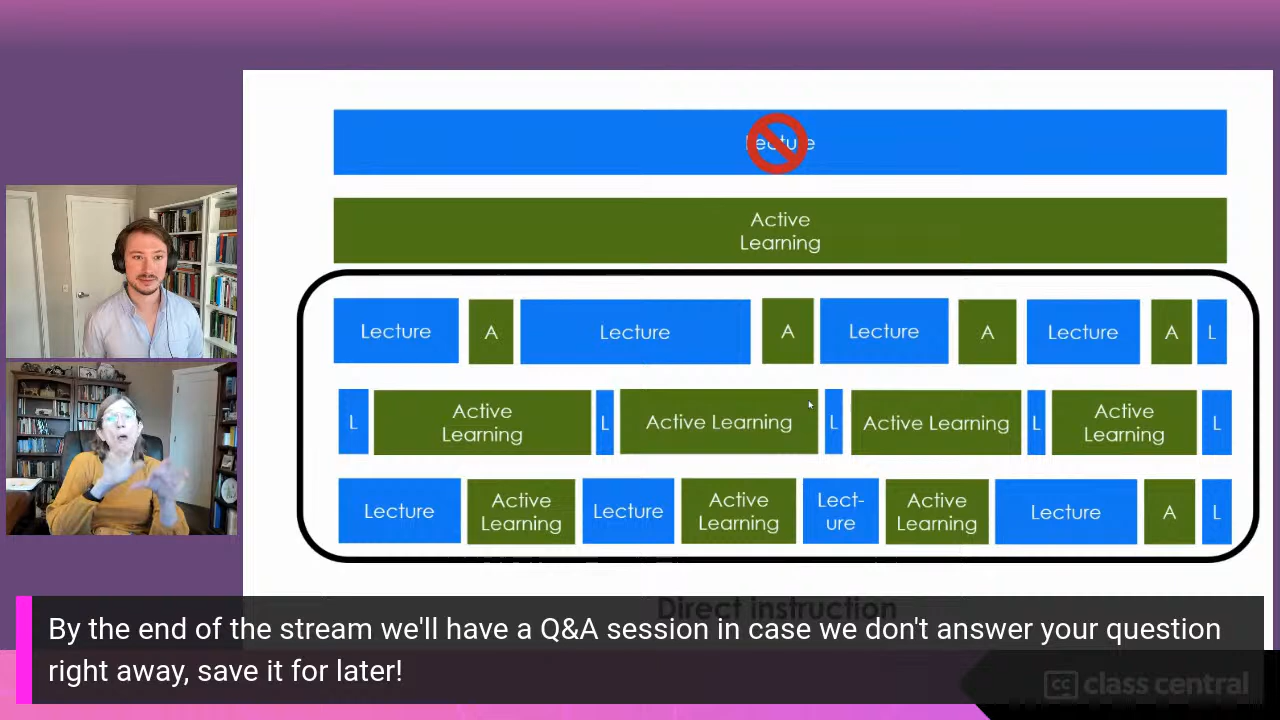 Lecture
Active
Learning
Lecture A Lecture A Lecture A Lecture A L
L Active
Learning L Active Learning L Active Learning L Active
Learning L
Lecture Active
Learning Lecture Active
Learning Lect-
ure Active
Learning Lecture A L
Direct instruction
By the end of the stream we'll have a Q&A session in case we don't answer your question
right away, save it for later!
cc class central